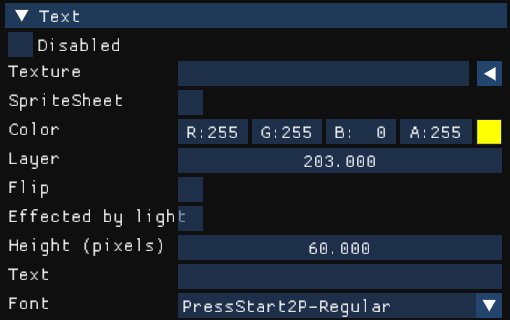 Text
Disabled
Texture
SpriteSheet
Color R:255 G:255 B: 0 A:255
Layer 203.000
Flip
Effected by light
Height (pixels) 60.000
Text
Font PressStart2P-Regular